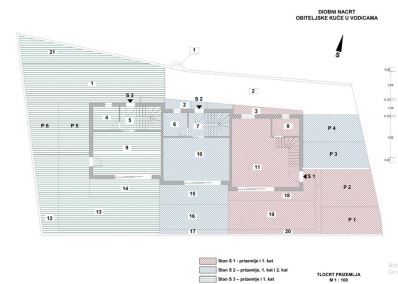 DIOBNI NACRT
OBITELJSKE KUĆE U VODICAMA
S
1
21
2
1
S 3
S 2
2
3
4
5
6
7
8
P 6
P 5
P 4
9
10
11
P 3
S 1
P 2
14
15
18
12
13
16
19
P 1
17
20
Stan S 1 - prizemlje i 1. kat
Stan S 2 – prizemlje, 1. kat i 2. kat
Stan S 3 – prizemlje i 1. kat
TLOCRT PRIZEMLJA
M 1 : 100